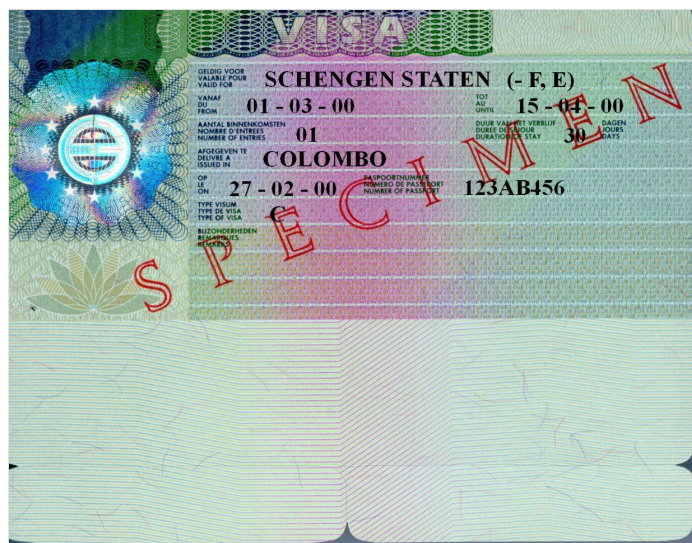 VISA
GELDIG VOOR
VALABLE POUR
VALID FOR
SCHENGEN STATEN (- F, E)
VANAF
DU
FROM
01 - 03 - 00
TOT
AU
UNTIL
15 - 04 - 00
AANTAL BINNENKOMSTEN
NOMBRE D'ENTREES
NUMBER OF ENTRIES
01
DUUR VAN HET VERBLIJF
DUREE DE SEJOUR
DURATION OF STAY
30
DAGEN
JOURS
DAYS
AFGEGEVEN TE
DELIVRE A
ISSUED IN
COLOMBO
OP
LE
ON
27 - 02 - 00
PASPOORTNUMMER
NUMERO DE PASSEPORT
NUMBER OF PASSPORT
123AB456
TYPE VISUM
TYPE DE VISA
TYPE OF VISA
C
BIJZONDERHEDEN
REMARQUES
REMARKS
SPECIMEN